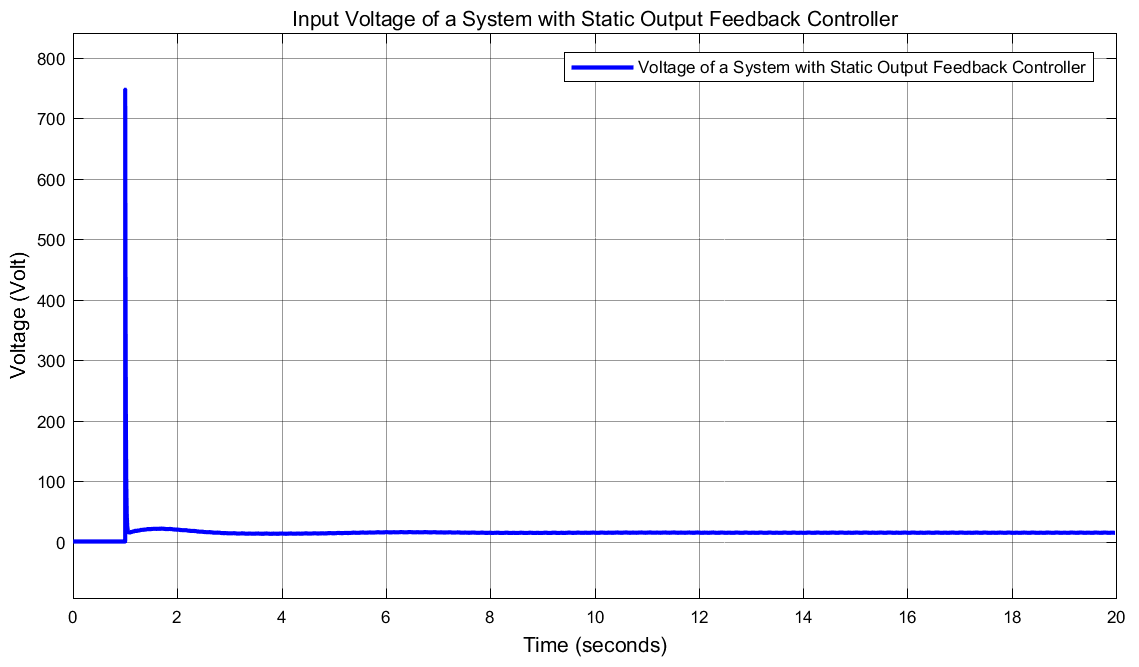 Input Voltage of a System with Static Output Feedback Controller
Voltage of a System with Static Output Feedback Controller
800
700
600
500
400
300
200
100
0
Voltage (Volt)
0 2 4 6 8 10 12 14 16 18 20
Time (seconds)